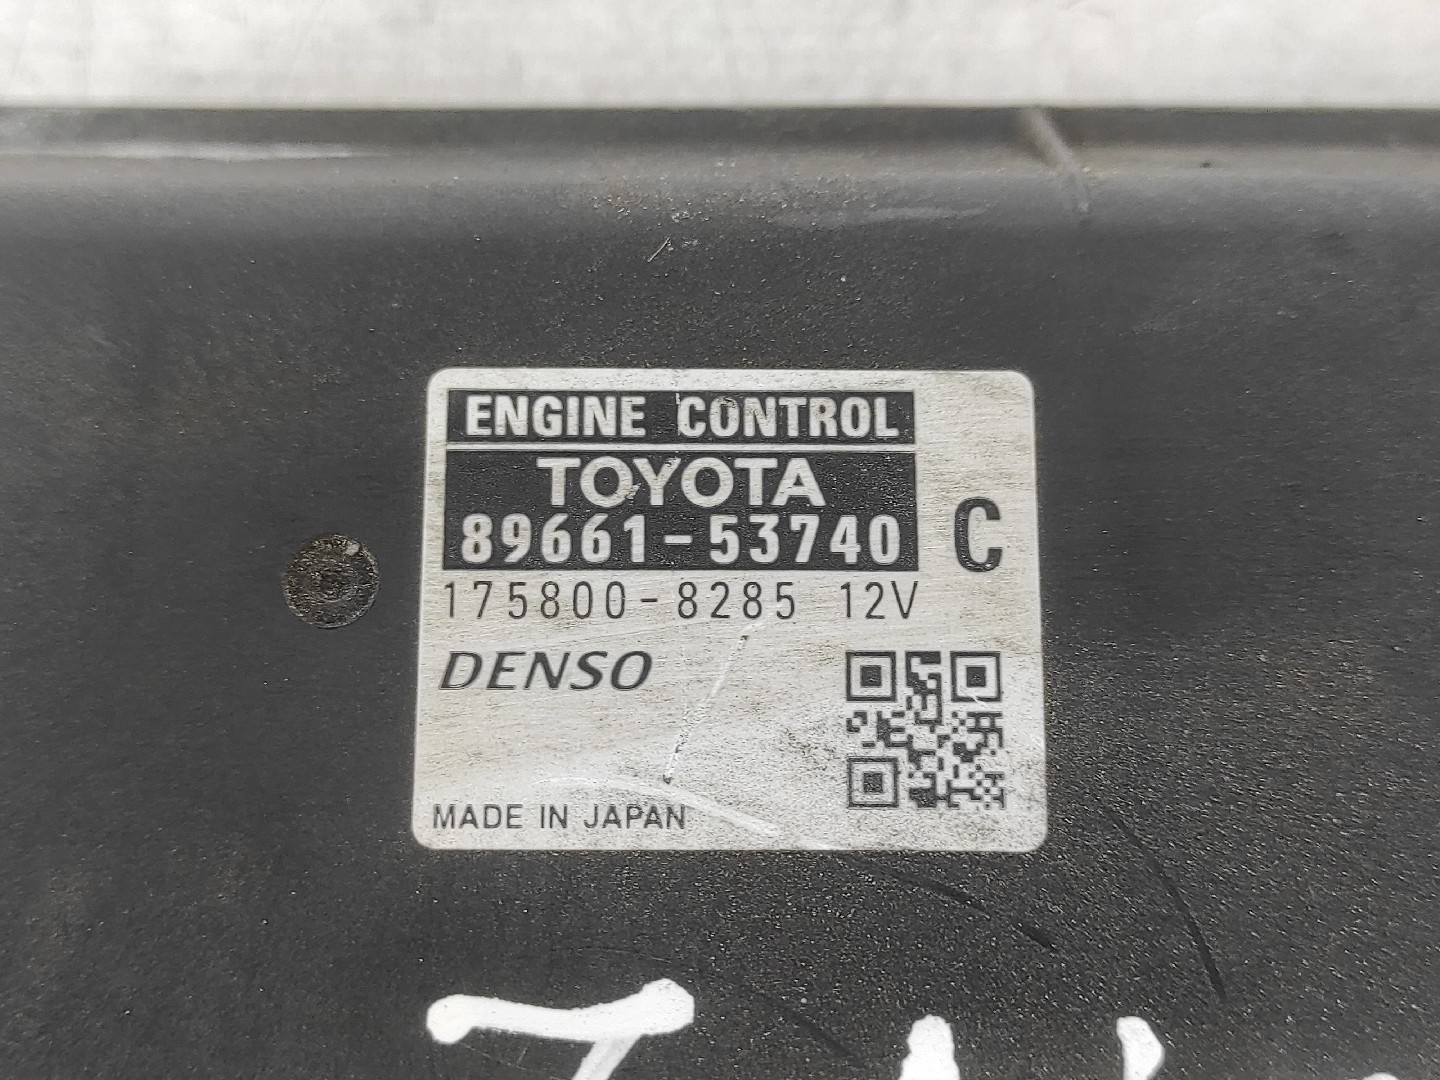 ENGINE CONTROL
TOYOTA
89661-53740 C
175800-8285 12V
DENSO
MADE IN JAPAN